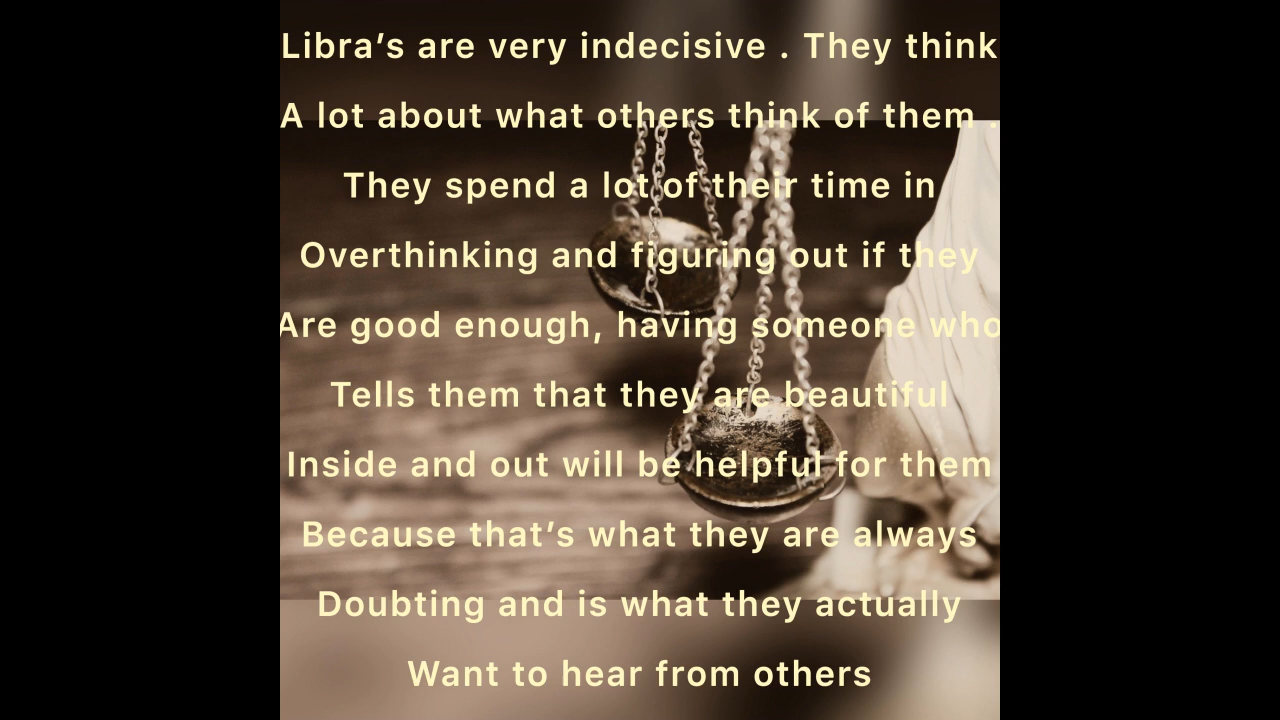 Libra’s are very indecisive . They think
A lot about what others think of them .
They spend a lot of their time in
Overthinking and figuring out if they
Are good enough, having someone who
Tells them that they are beautiful
Inside and out will be helpful for them
Because that’s what they are always
Doubting and is what they actually
Want to hear from others